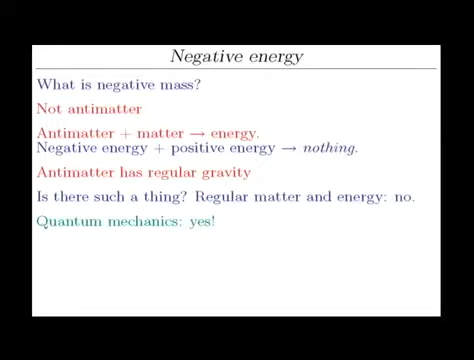 Negative energy
What is negative mass?
Not antimatter
Antimatter + matter → energy.
Negative energy + positive energy → nothing.
Antimatter has regular gravity
Is there such a thing? Regular matter and energy: no.
Quantum mechanics: yes!